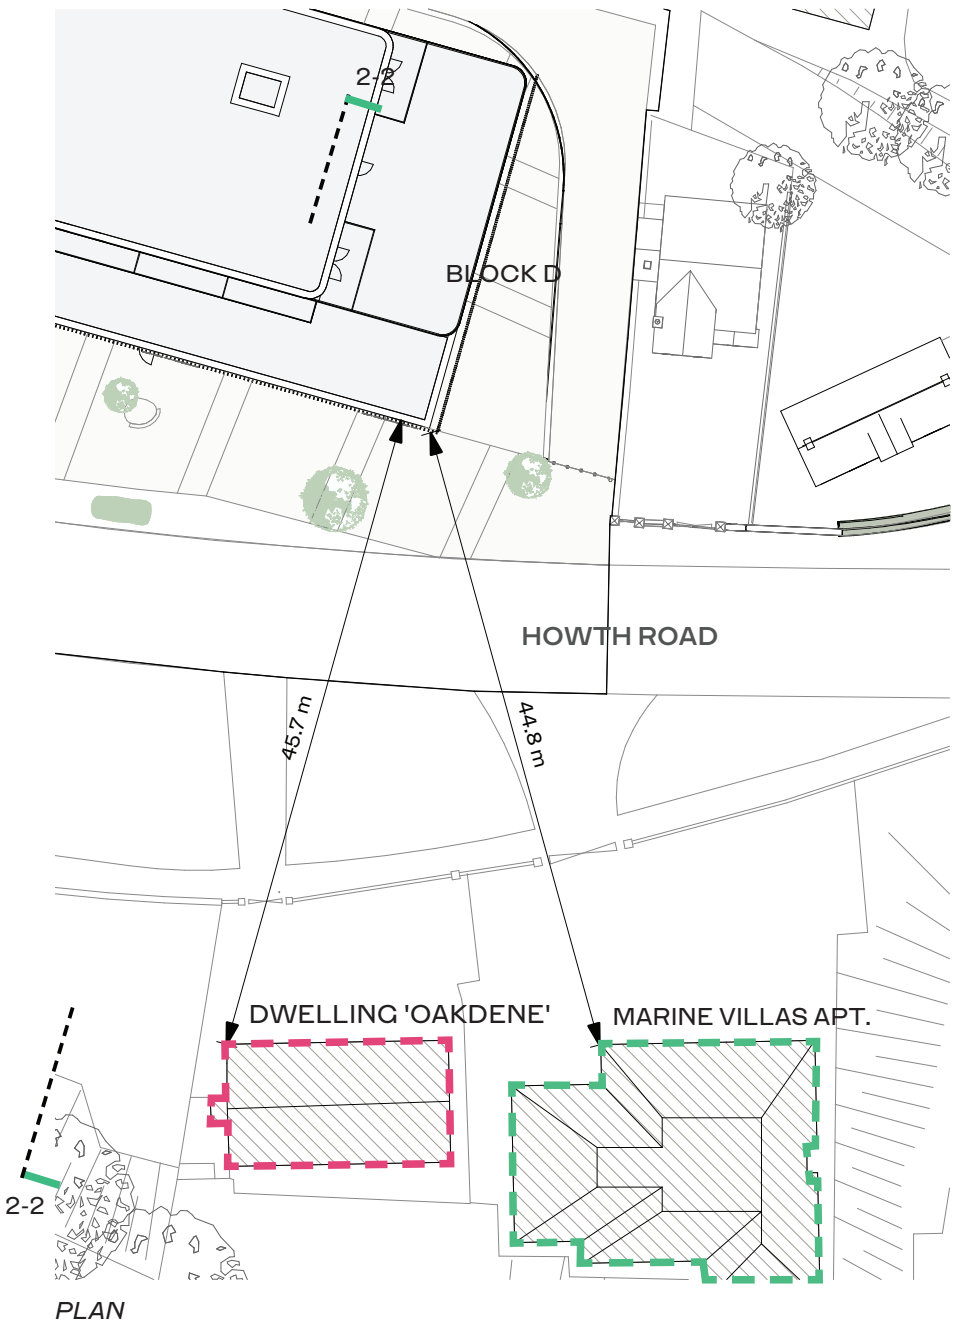 2-2
BLOCK D
HOWTH ROAD
45.7 m
44.8 m
DWELLING 'OAKDENE'
MARINE VILLAS APT.
2-2
PLAN